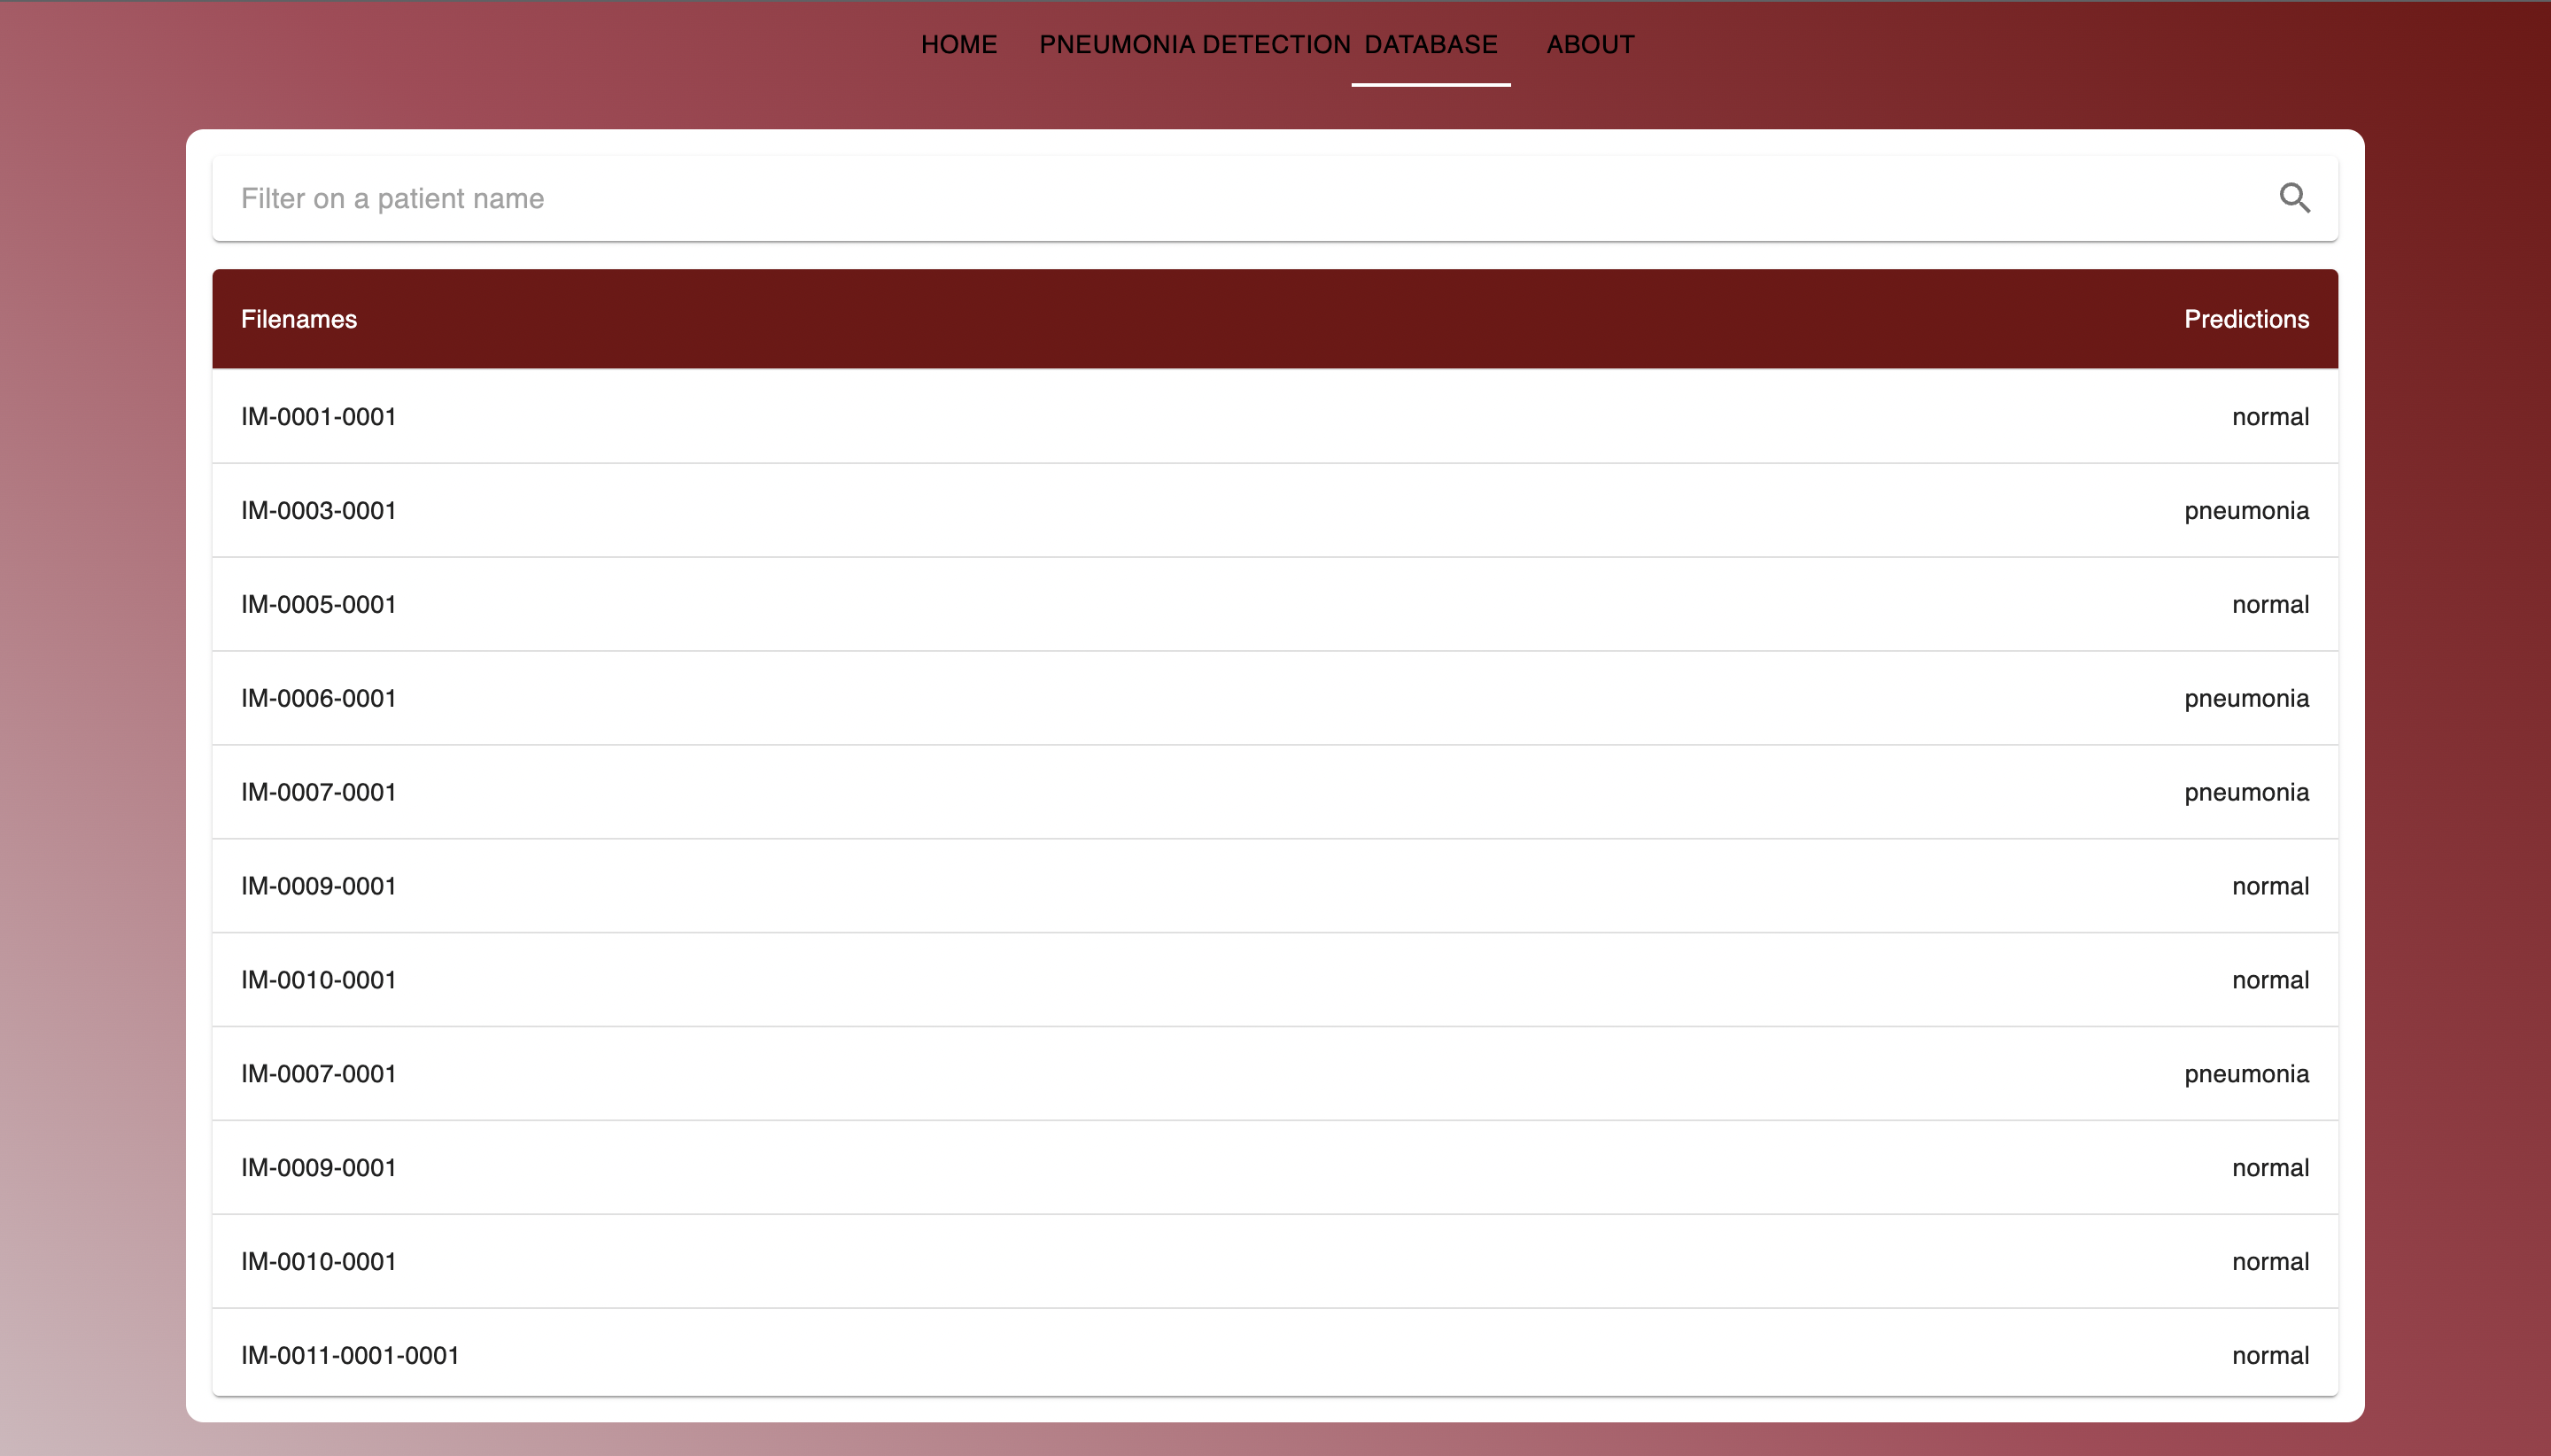 HOME PNEUMONIA DETECTION DATABASE ABOUT
Filter on a patient name
Filenames Predictions
IM-0001-0001 normal
IM-0003-0001 pneumonia
IM-0005-0001 normal
IM-0006-0001 pneumonia
IM-0007-0001 pneumonia
IM-0009-0001 normal
IM-0010-0001 normal
IM-0007-0001 pneumonia
IM-0009-0001 normal
IM-0010-0001 normal
IM-0011-0001-0001 normal